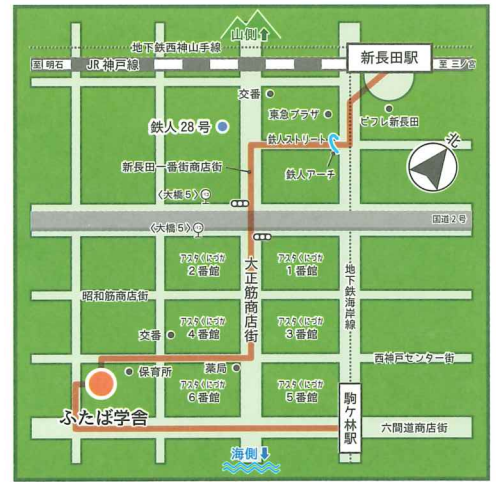 山側
地下鉄西神山手線
新長田駅
至 明石
JR神戸線
至 三ノ宮
交番
東急プラザ
ピフレ新長田
鉄人28号
鉄人ストリート
北
新長田一番街商店街
鉄人アーチ
〈大橋5〉
国道2号
〈大橋5〉
アスタくにづか
2番館
アスタくにづか
1番館
大正筋商店街
地下鉄海岸線
昭和筋商店街
交番
アスタくにづか
4番館
アスタくにづか
3番館
西神戸センター街
保育所
薬局
アスタくにづか
6番館
アスタくにづか
5番館
駒ケ林駅
ふたば学舎
六間道商店街
海側